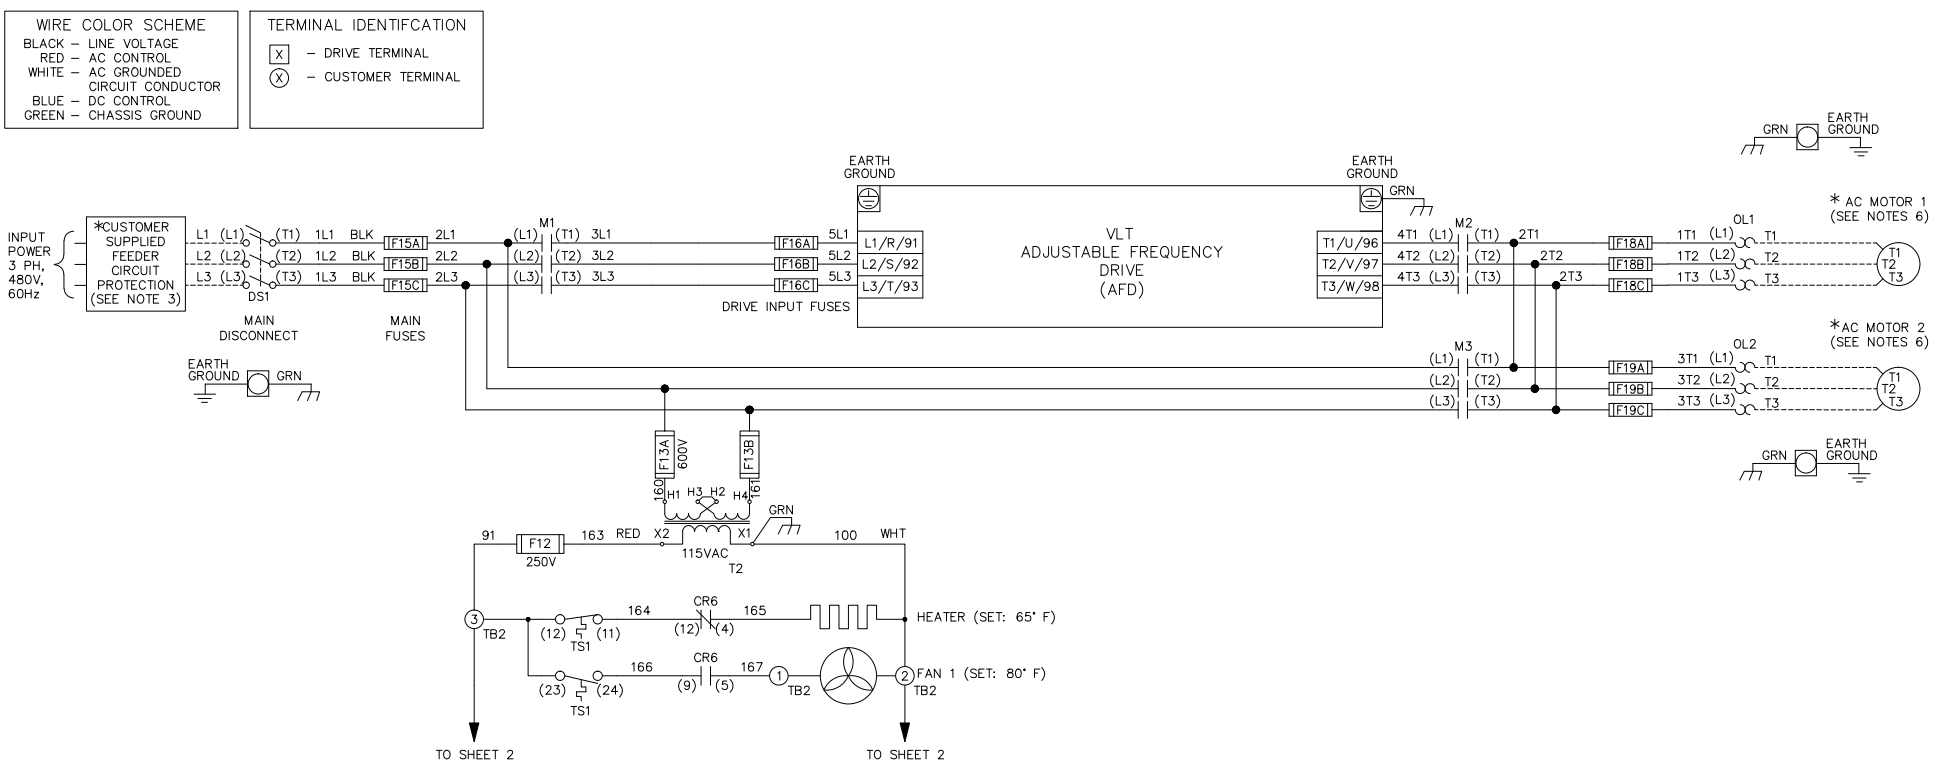 WIRE COLOR SCHEME
BLACK – LINE VOLTAGE
RED – AC CONTROL
WHITE – AC GROUNDED
CIRCUIT CONDUCTOR
BLUE – DC CONTROL
GREEN – CHASSIS GROUND
TERMINAL IDENTIFCATION
X – DRIVE TERMINAL
X – CUSTOMER TERMINAL
INPUT
POWER
3 PH,
480V,
60Hz
*CUSTOMER
SUPPLIED
FEEDER
CIRCUIT
PROTECTION
(SEE NOTE 3)
L1 (L1) (T1) 1L1 BLK F15A 2L1
L2 (L2) (T2) 1L2 BLK F15B 2L2
L3 (L3) (T3) 1L3 BLK F15C 2L3
DS1
MAIN
DISCONNECT
MAIN
FUSES
EARTH
GROUND
GRN
M1
(L1) (T1) 3L1 F16A 5L1
(L2) (T2) 3L2 F16B 5L2
(L3) (T3) 3L3 F16C 5L3
DRIVE INPUT FUSES
EARTH
GROUND
L1/R/91
L2/S/92
L3/T/93
VLT
ADJUSTABLE FREQUENCY
DRIVE
(AFD)
EARTH
GROUND
GRN
T1/U/96
T2/V/97
T3/W/98
M2
4T1 (L1) (T1) 2T1 F18A 1T1 (L1) T1
4T2 (L2) (T2) 2T2 F18B 1T2 (L2) T2
4T3 (L3) (T3) 2T3 F18C 1T3 (L3) T3
OL1
GRN
EARTH
GROUND
* AC MOTOR 1
(SEE NOTES 6)
T1
T2
T3
M3
(L1) (T1) F19A 3T1 (L1) T1
(L2) (T2) F19B 3T2 (L2) T2
(L3) (T3) F19C 3T3 (L3) T3
OL2
*AC MOTOR 2
(SEE NOTES 6)
T1
T2
T3
GRN
EARTH
GROUND
F13A
600V
F13B
160
H1 H3 H2 H4
161
GRN
91 F12 163 RED X2 X1 100 WHT
250V
115VAC
T2
3
TB2
(12) (11) 164 CR6 165
TS1
(12) (4)
HEATER (SET: 65° F)
(23) (24) 166 CR6 167 1
TS1
(9) (5)
TB2
2
FAN 1 (SET: 80° F)
TB2
TO SHEET 2
TO SHEET 2